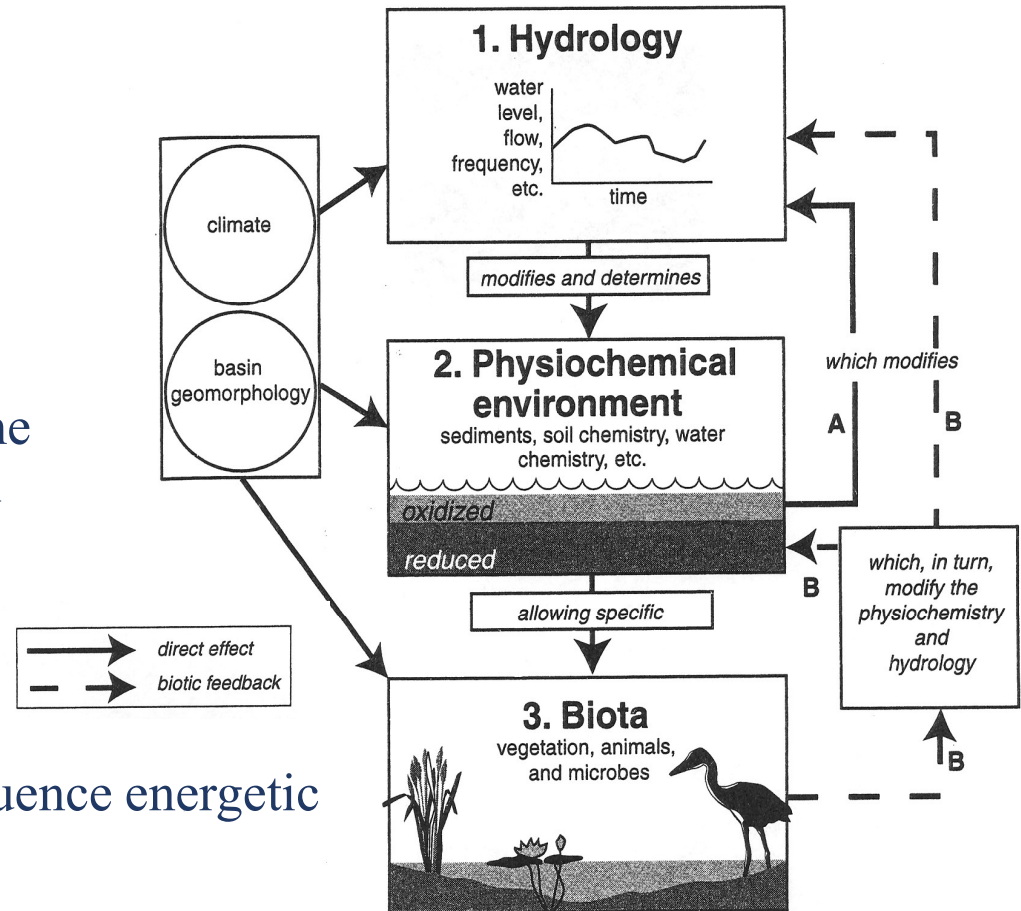 1. Hydrology
water
level,
flow,
frequency,
etc.
time
climate
basin
geomorphology
modifies and determines
2. Physiochemical
environment
sediments, soil chemistry, water
chemistry, etc.
oxidized
reduced
which modifies
A
B
B
which, in turn,
modify the
physiochemistry
and
hydrology
allowing specific
direct effect
biotic feedback
3. Biota
vegetation, animals,
and microbes
B
uence energetic